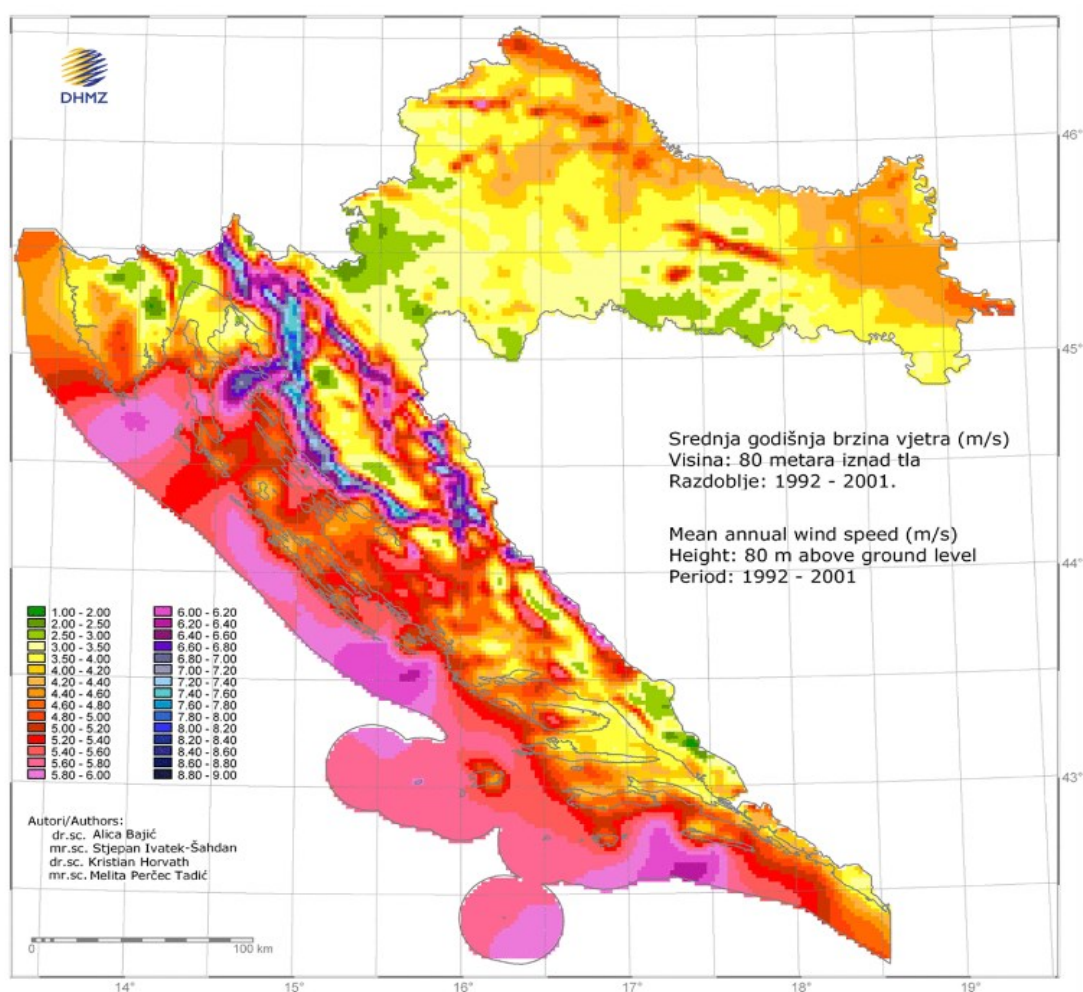 DHMZ
46°
45°
Srednja godišnja brzina vjetra (m/s)
Visina: 80 metara iznad tla
Razdoblje: 1992 - 2001.
Mean annual wind speed (m/s)
Height: 80 m above ground level
Period: 1992 - 2001
44°
1.00 - 2.00
2.00 - 2.50
2.50 - 3.00
3.00 - 3.50
3.50 - 4.00
4.00 - 4.20
4.20 - 4.40
4.40 - 4.60
4.60 - 4.80
4.80 - 5.00
5.00 - 5.20
5.20 - 5.40
5.40 - 5.60
5.60 - 5.80
5.80 - 6.00
6.00 - 6.20
6.20 - 6.40
6.40 - 6.60
6.60 - 6.80
6.80 - 7.00
7.00 - 7.20
7.20 - 7.40
7.40 - 7.60
7.60 - 7.80
7.80 - 8.00
8.00 - 8.20
8.20 - 8.40
8.40 - 8.60
8.60 - 8.80
8.80 - 9.00
43°
Autori/Authors:
dr.sc. Alica Bajić
mr.sc. Stjepan Ivatek-Šahdan
dr.sc. Kristian Horvath
mr.sc. Melita Perčec Tadić
0 100 km
14° 15° 16° 17° 18° 19°